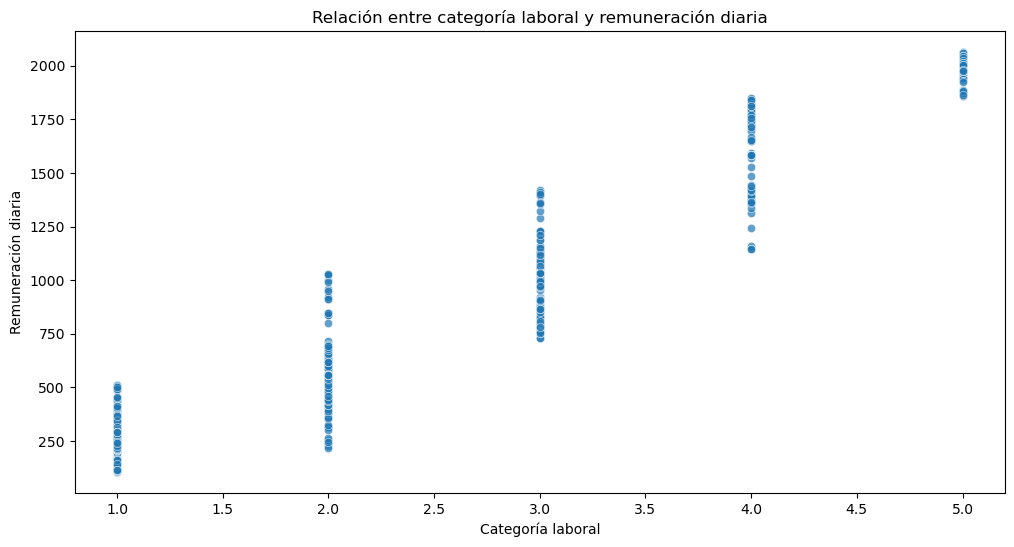 Relación entre categoría laboral y remuneración diaria
Remuneración diaria
2000
1750
1500
1250
1000
750
500
250
1.0 1.5 2.0 2.5 3.0 3.5 4.0 4.5 5.0
Categoría laboral